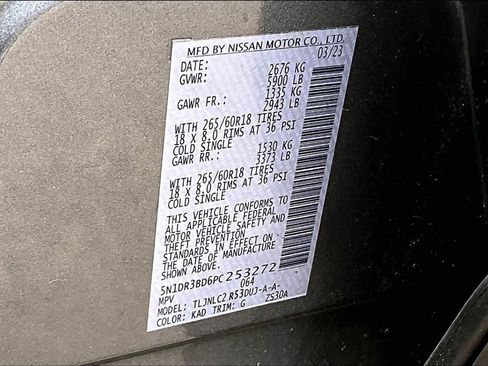 MFD BY NISSAN MOTOR CO., LTD.
DATE: 03/23
GVWR: 2676 KG
5900 LB
GAWR FR.: 1335 KG
2943 LB
WITH 265/60R18 TIRES
18 X 8.0 RIMS AT 36 PSI
COLD SINGLE
GAWR RR.: 1530 KG
3373 LB
WITH 265/60R18 TIRES
18 X 8.0 RIMS AT 36 PSI
COLD SINGLE
THIS VEHICLE CONFORMS TO
ALL APPLICABLE FEDERAL
MOTOR VEHICLE SAFETY AND
THEFT PREVENTION
STANDARDS IN EFFECT ON
THE DATE OF MANUFACTURE
SHOWN ABOVE.
5N1DR3BD6PC253272
MPV 064
MODEL: TLJNLC2 R53DUJ-A-A-
COLOR: KAD TRIM: G ZS30A